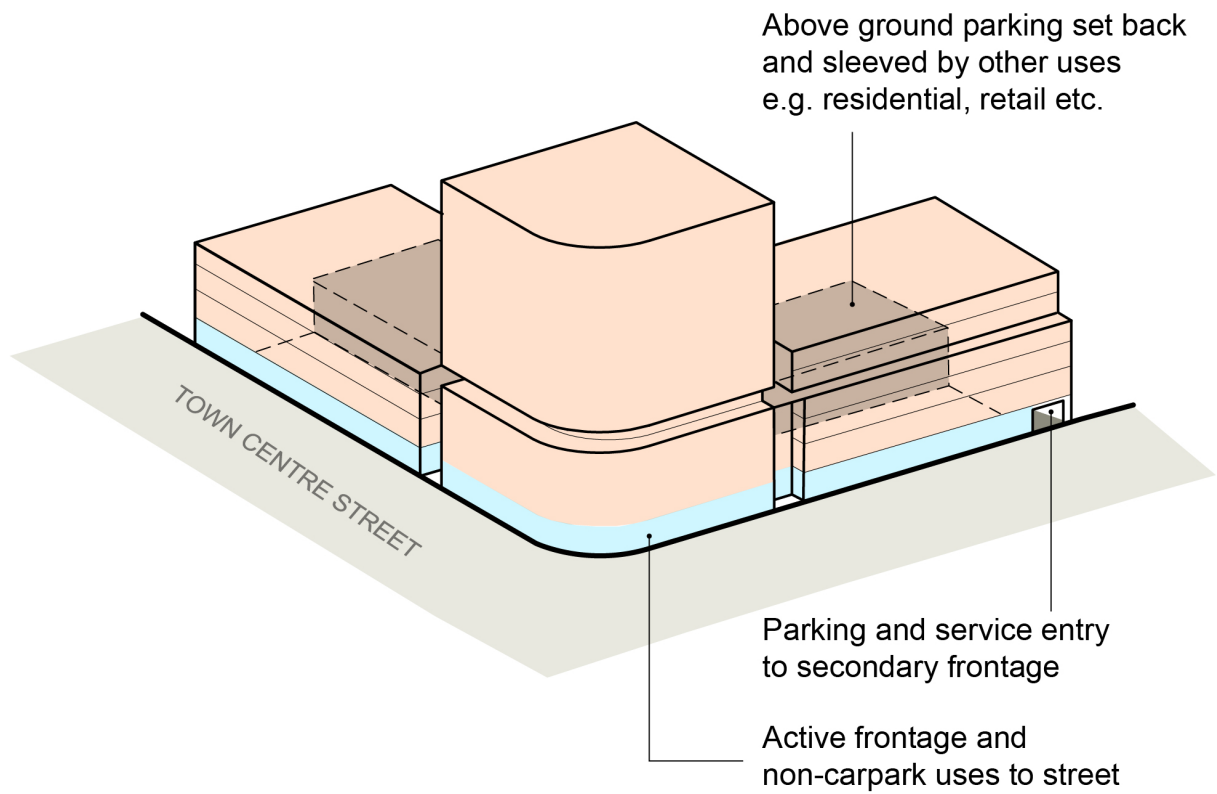 Above ground parking set back
and sleeved by other uses
e.g. residential, retail etc.
TOWN CENTRE STREET
Parking and service entry
to secondary frontage
Active frontage and
non-carpark uses to street